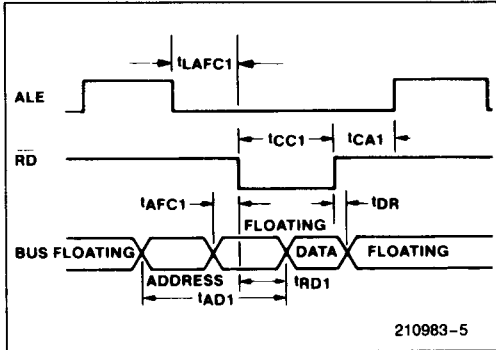 tLAFC1
ALE
tCC1
tCA1
RD
tAFC1
tDR
FLOATING
BUS FLOATING
DATA
FLOATING
ADDRESS
tRD1
tAD1
210983-5